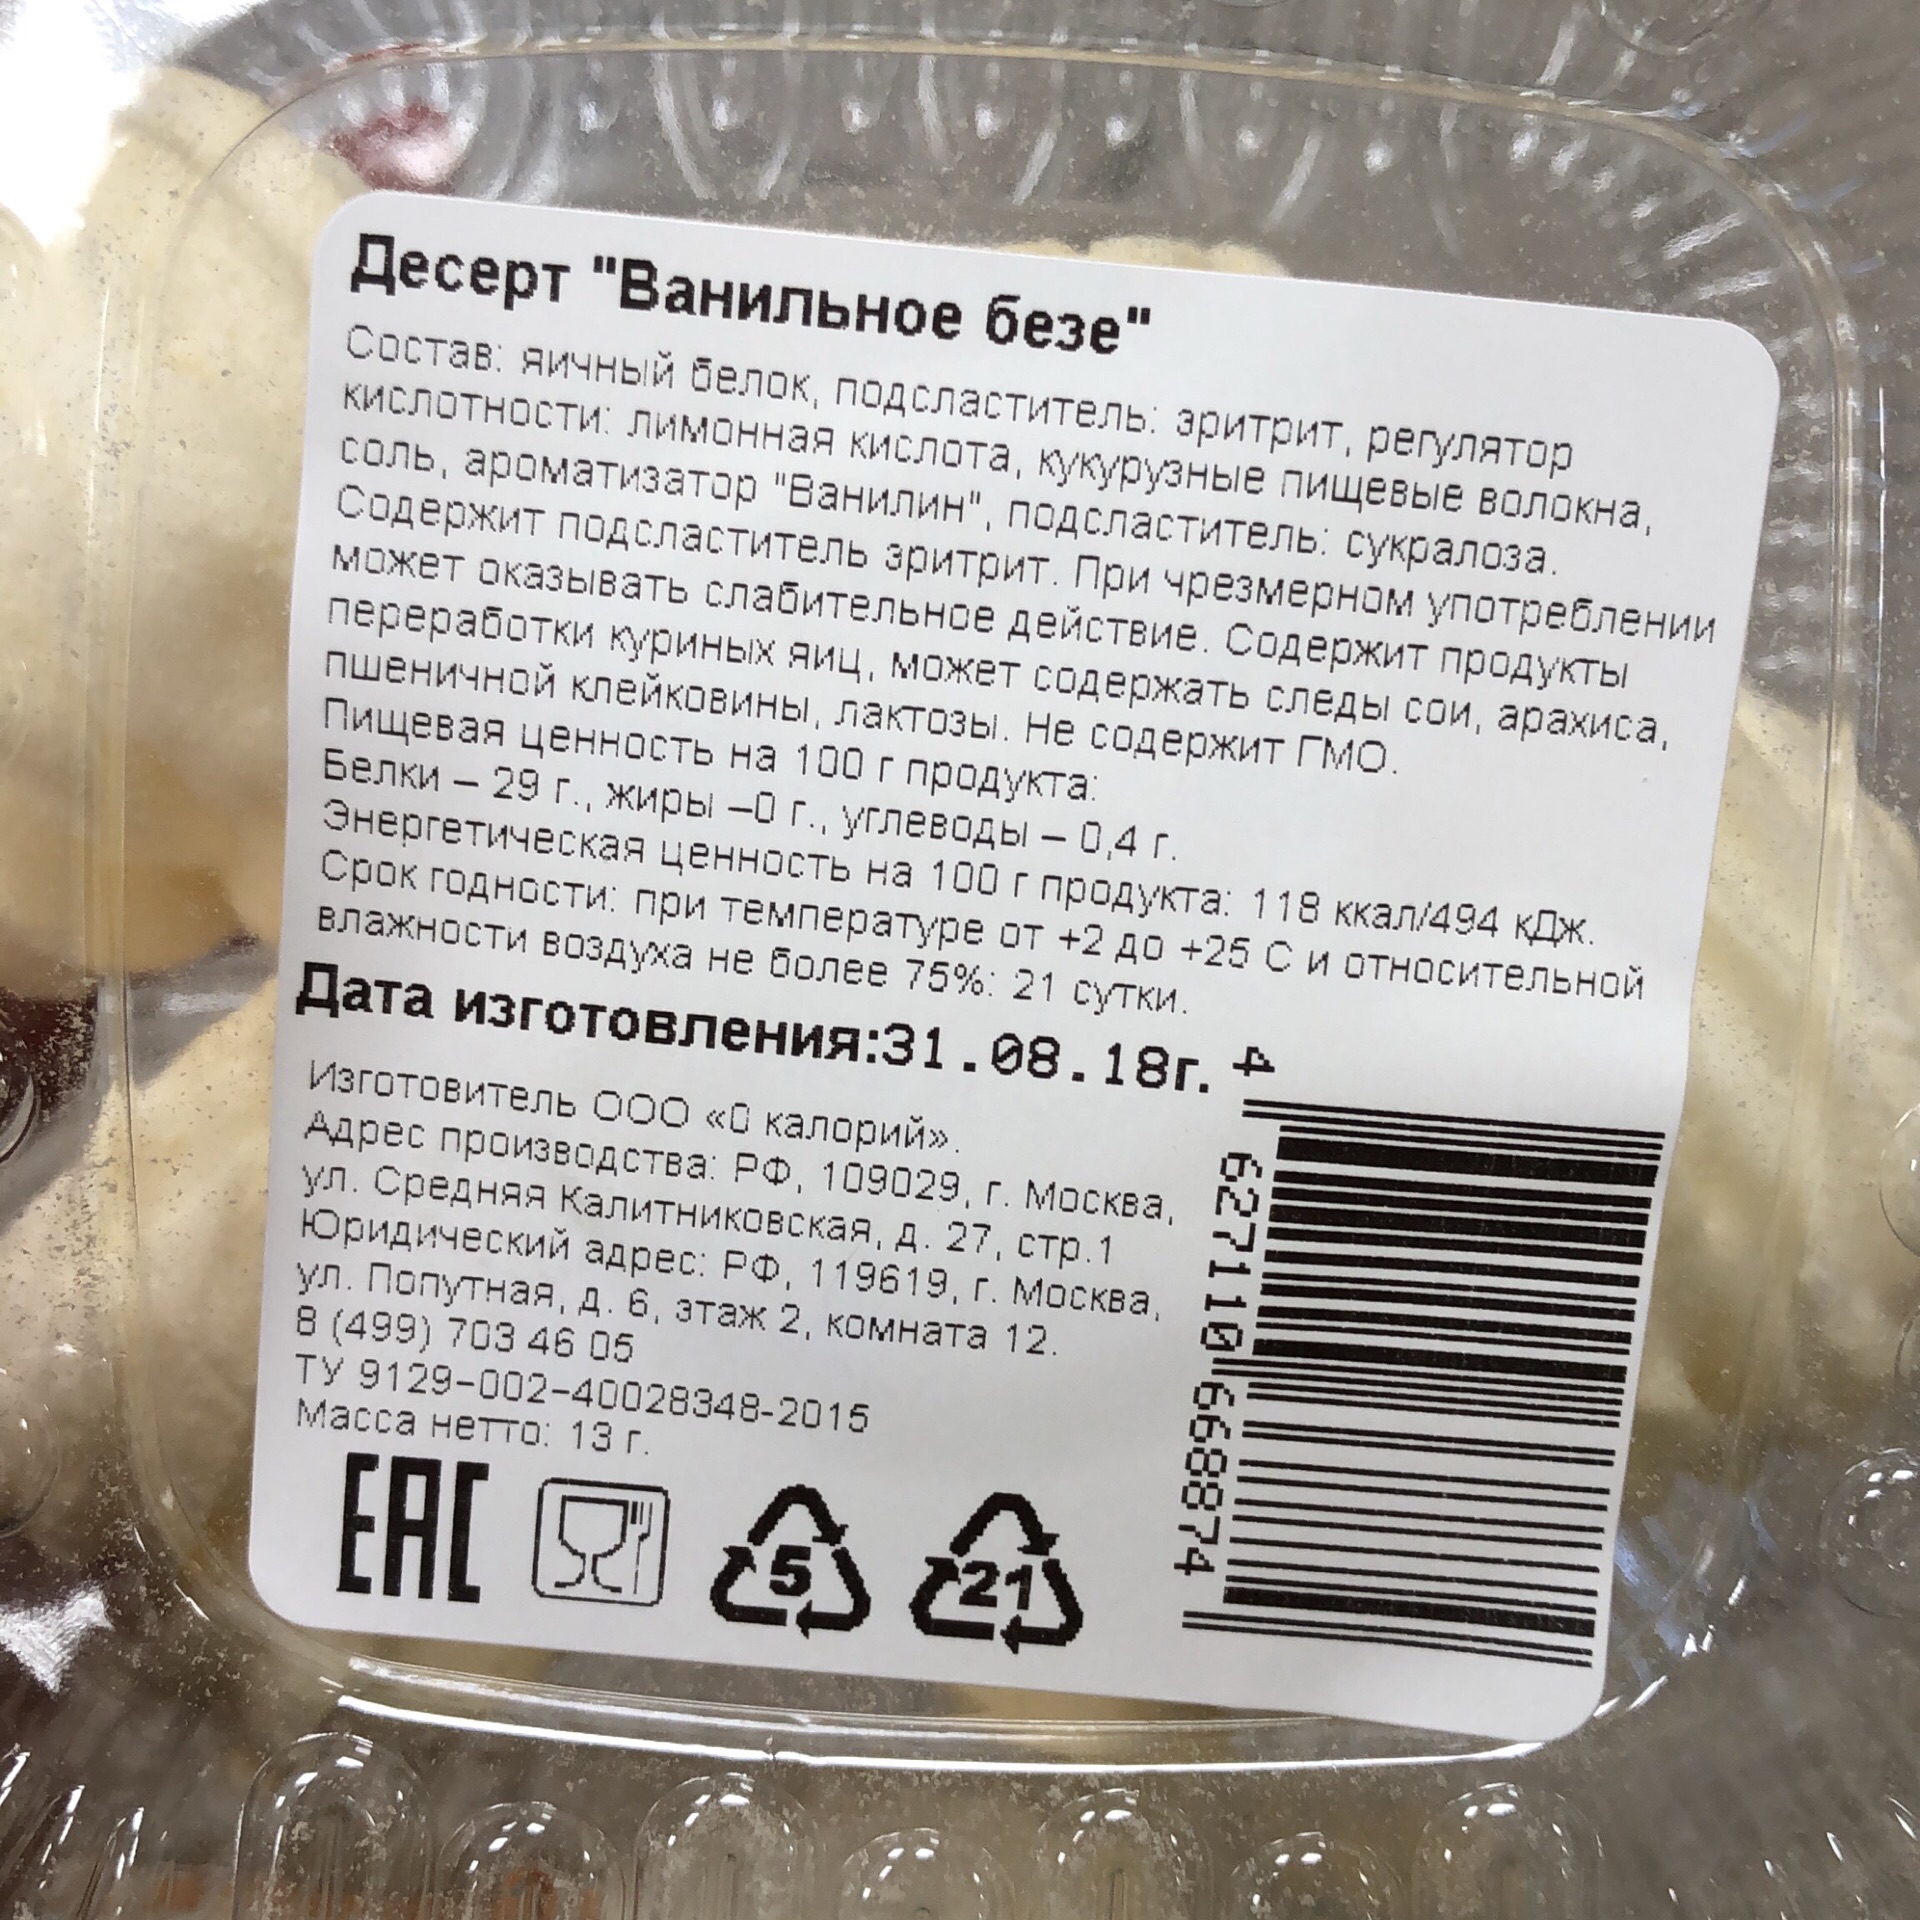 Десерт "Ванильное безе"
Состав: яичный белок, подсластитель: эритрит, регулятор
кислотности: лимонная кислота, кукурузные пищевые волокна,
соль, ароматизатор "Ванилин", подсластитель: сукралоза.
Содержит подсластитель эритрит. При чрезмерном употреблении
может оказывать слабительное действие. Содержит продукты
переработки куриных яиц, может содержать следы сои, арахиса,
пшеничной клейковины, лактозы. Не содержит ГМО.
Пищевая ценность на 100 г продукта:
Белки – 29 г., жиры –0 г., углеводы – 0,4 г.
Энергетическая ценность на 100 г продукта: 118 ккал/494 кДж.
Срок годности: при температуре от +2 до +25 С и относительной
влажности воздуха не более 75%: 21 сутки.
Дата изготовления:31.08.18г.
Изготовитель ООО «0 калорий».
Адрес производства: РФ, 109029, г. Москва,
ул. Средняя Калитниковская, д. 27, стр.1
Юридический адрес: РФ, 119619, г. Москва,
ул. Попутная, д. 6, этаж 2, комната 12.
8 (499) 703 46 05
ТУ 9129-002-40028348-2015
Масса нетто: 13 г.
4 627110 668874
EAC
5
21